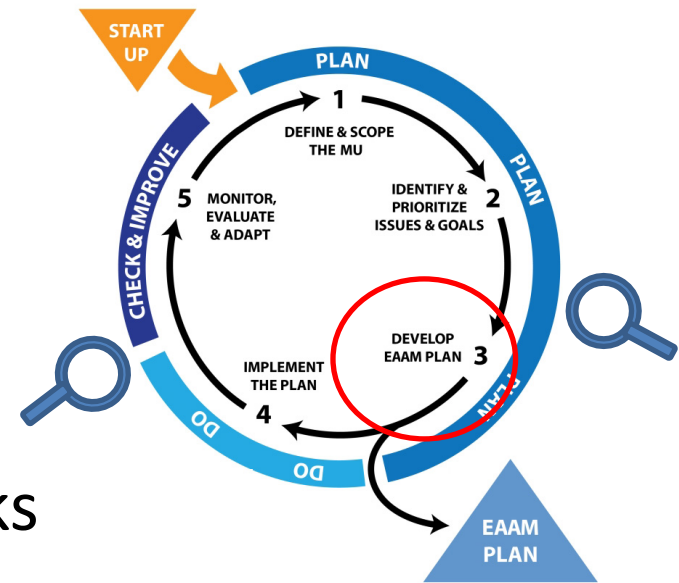 START
UP
PLAN
1
DEFINE & SCOPE
THE MU
PLAN
2
IDENTIFY &
PRIORITIZE
ISSUES & GOALS
3
DEVELOP
EAAM PLAN
PLAN
4
IMPLEMENT
THE PLAN
DO
DO
5
MONITOR,
EVALUATE
& ADAPT
CHECK & IMPROVE
EAAM
PLAN